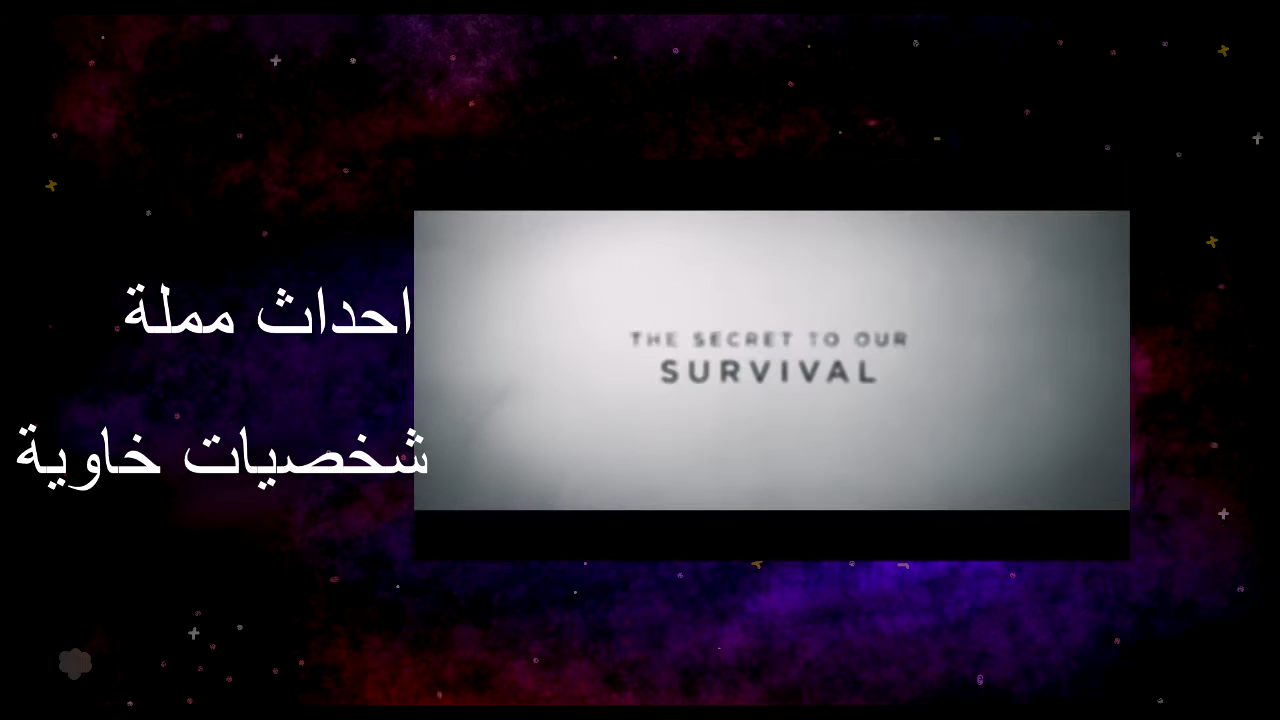 احداث مملة
THE SECRET TO OUR
SURVIVAL
شخصيات خاوية